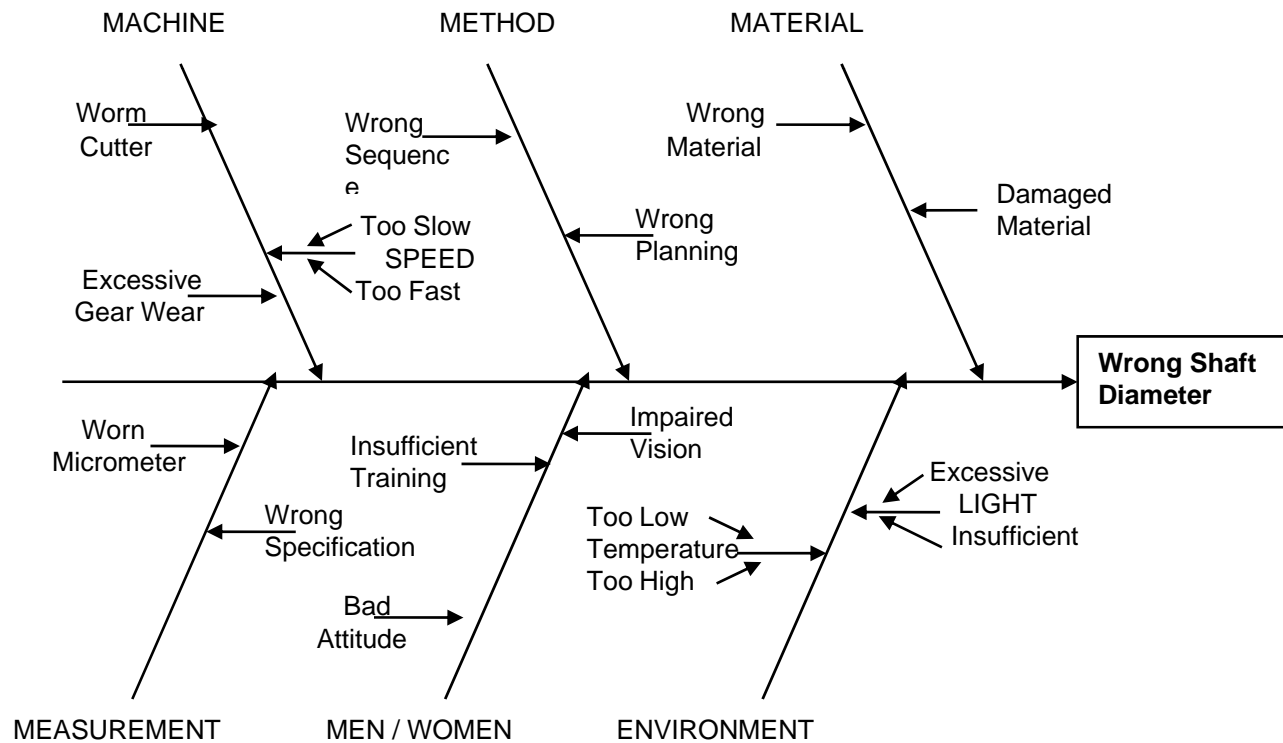 MACHINE
METHOD
MATERIAL
Worm
Cutter
Wrong
Sequenc
e
Wrong
Material
Damaged
Material
Too Slow
SPEED
Too Fast
Wrong
Planning
Excessive
Gear Wear
Wrong Shaft
Diameter
Worn
Micrometer
Wrong
Specification
Insufficient
Training
Impaired
Vision
Bad
Attitude
Too Low
Temperature
Too High
Excessive
LIGHT
Insufficient
MEASUREMENT
MEN / WOMEN
ENVIRONMENT